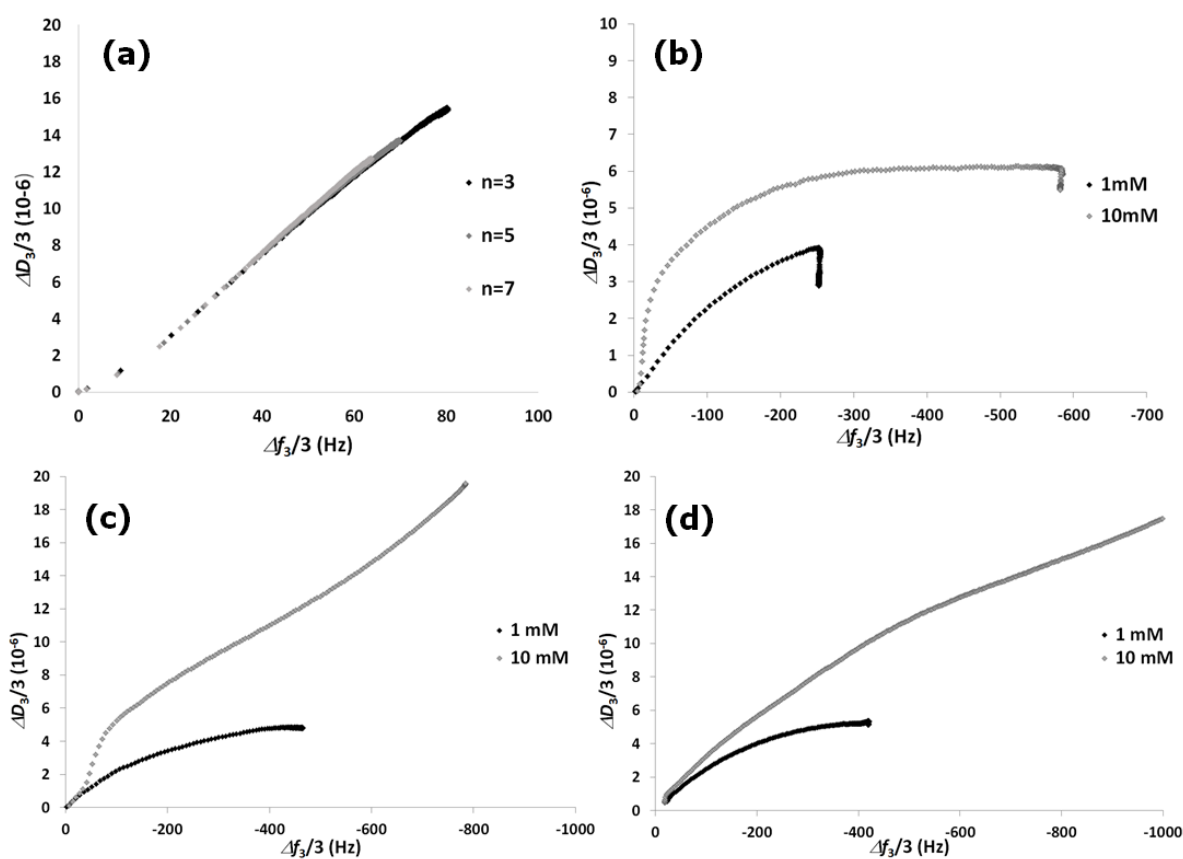 (a)
ΔD₃/3 (10-6)
20
18
16
14
12
10
8
6
4
2
0
0 20 40 60 80 100
Δf₃/3 (Hz)
n=3
n=5
n=7
(b)
ΔD₃/3 (10⁻⁶)
10
9
8
7
6
5
4
3
2
1
0
0 -100 -200 -300 -400 -500 -600 -700
Δf₃/3 (Hz)
1mM
10mM
(c)
ΔD₃/3 (10⁻⁶)
20
18
16
14
12
10
8
6
4
2
0
0 -200 -400 -600 -800 -1000
Δf₃/3 (Hz)
1 mM
10 mM
(d)
ΔD₃/3 (10⁻⁶)
20
18
16
14
12
10
8
6
4
2
0
0 -200 -400 -600 -800 -1000
Δf₃/3 (Hz)
1 mM
10 mM